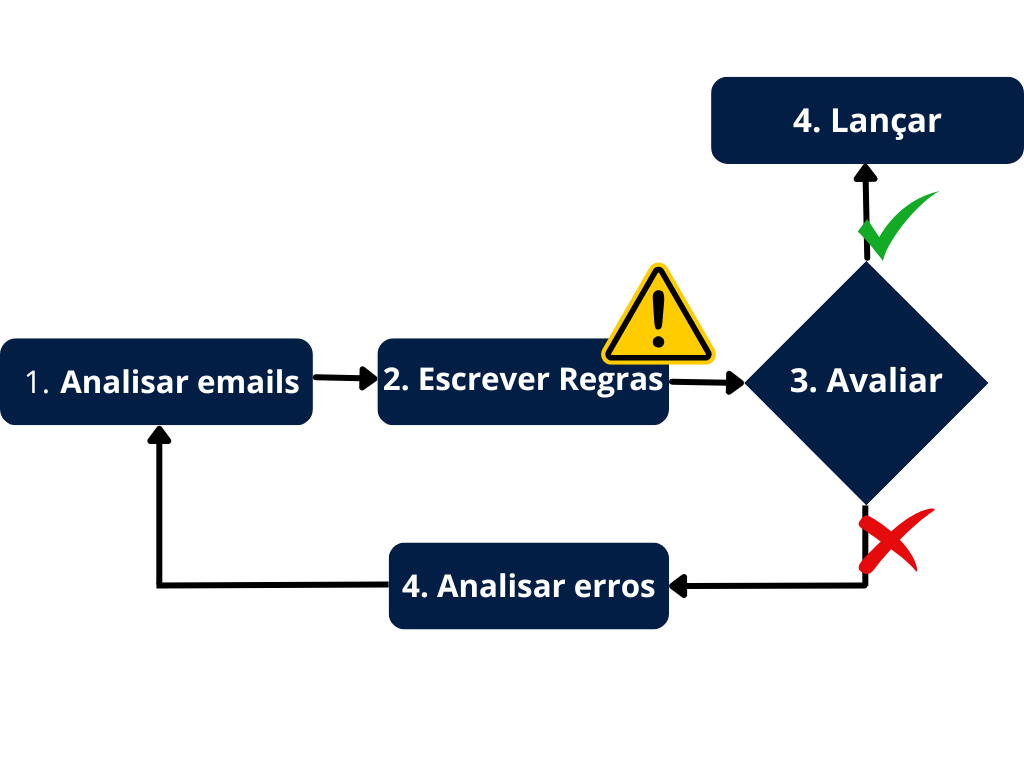 4. Lançar
1. Analisar emails
2. Escrever Regras
3. Avaliar
4. Analisar erros